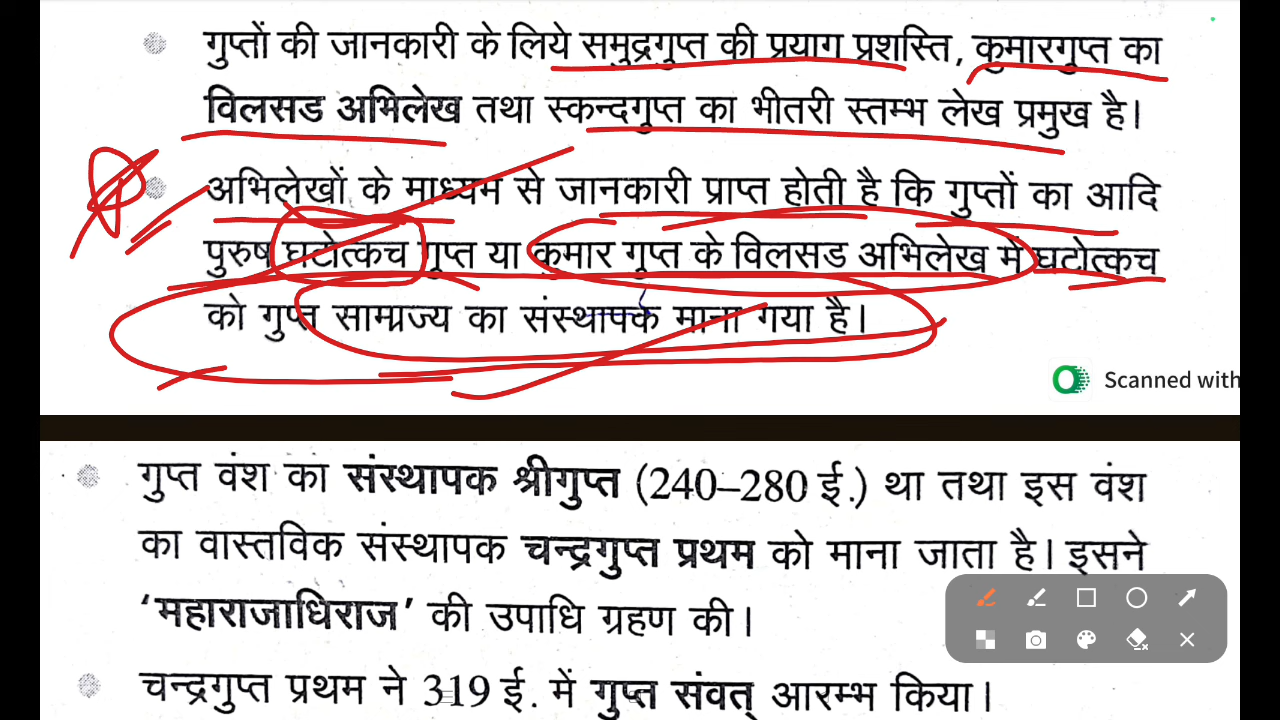 गुप्तों की जानकारी के लिये समुद्रगुप्त की प्रयाग प्रशस्ति, कुमारगुप्त का
विलसड अभिलेख तथा स्कन्दगुप्त का भीतरी स्तम्भ लेख प्रमुख है।
अभिलेखों के माध्यम से जानकारी प्राप्त होती है कि गुप्तों का आदि
पुरुष घटोत्कच गुप्त या कुमार गुप्त के विलसड अभिलेख में घटोत्कच
को गुप्त साम्राज्य का संस्थापक माना गया है।
Scanned with
गुप्त वंश का संस्थापक श्रीगुप्त (240–280 ई.) था तथा इस वंश
का वास्तविक संस्थापक चन्द्रगुप्त प्रथम को माना जाता है। इसने
‘महाराजाधिराज’ की उपाधि ग्रहण की।
चन्द्रगुप्त प्रथम ने 319 ई. में गुप्त संवत् आरम्भ किया।